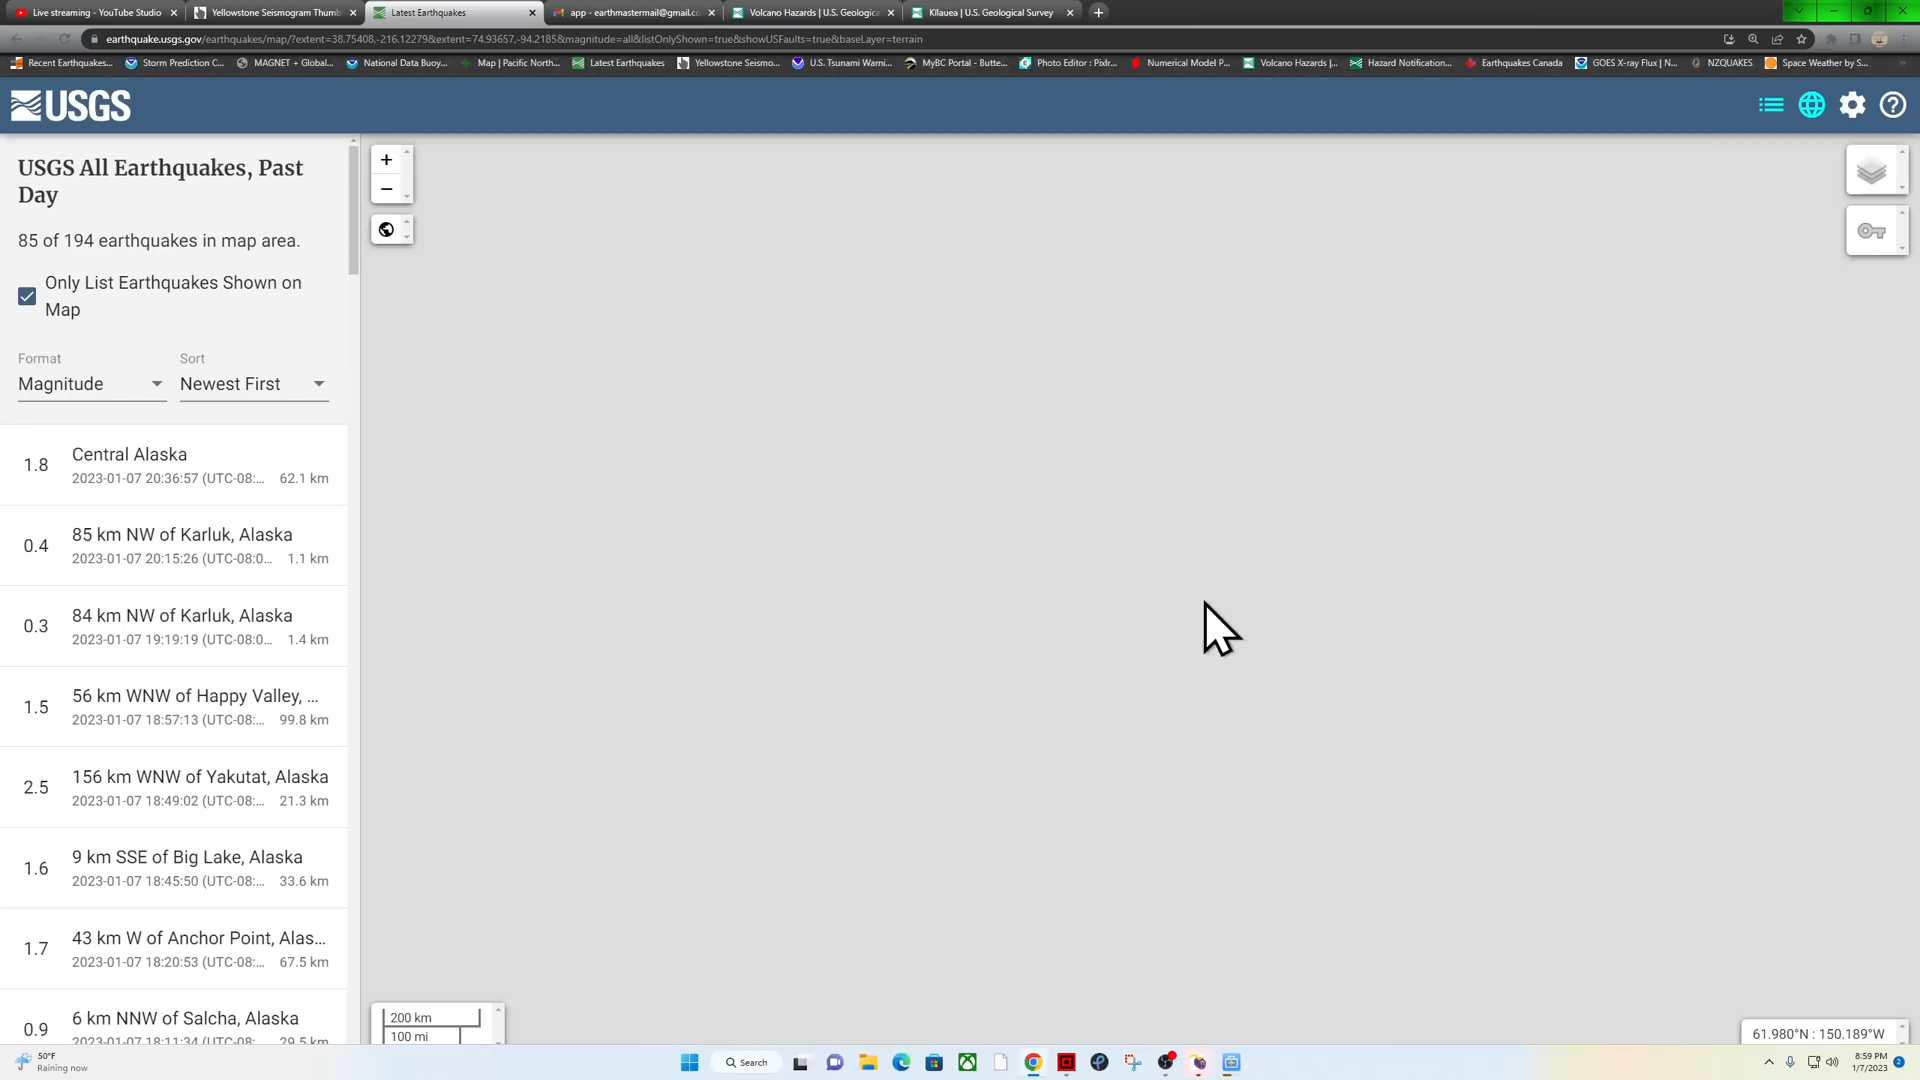 Live streaming - YouTube Studio
Yellowstone Seismogram Thumb
Latest Earthquakes
app - earthmastermail@gmail.co
Volcano Hazards | U.S. Geologica
Kilauea | U.S. Geological Survey
earthquake.usgs.gov/earthquakes/map/?extent=38.75408,-216.12279&extent=74.93657,-94.2185&magnitude=all&listOnlyShown=true&showUSFaults=true&baseLayer=terrain
Recent Earthquakes...
Storm Prediction C...
MAGNET + Global...
National Data Buoy...
Map | Pacific North...
Latest Earthquakes
Yellowstone Seismo...
U.S. Tsunami Warni...
MyBC Portal - Butte...
Photo Editor : Pixlr...
Numerical Model P...
Volcano Hazards |...
Hazard Notification...
Earthquakes Canada
GOES X-ray Flux | N...
NZQUAKES
Space Weather by S...
USGS
USGS All Earthquakes, Past
Day
85 of 194 earthquakes in map area.
Only List Earthquakes Shown on
Map
Format
Sort
Magnitude
Newest First
1.8
Central Alaska
2023-01-07 20:36:57 (UTC-08:... 62.1 km
0.4
85 km NW of Karluk, Alaska
2023-01-07 20:15:26 (UTC-08:0... 1.1 km
0.3
84 km NW of Karluk, Alaska
2023-01-07 19:19:19 (UTC-08:0... 1.4 km
1.5
56 km WNW of Happy Valley, ...
2023-01-07 18:57:13 (UTC-08:... 99.8 km
2.5
156 km WNW of Yakutat, Alaska
2023-01-07 18:49:02 (UTC-08:... 21.3 km
1.6
9 km SSE of Big Lake, Alaska
2023-01-07 18:45:50 (UTC-08:... 33.6 km
1.7
43 km W of Anchor Point, Alas...
2023-01-07 18:20:53 (UTC-08:... 67.5 km
0.9
6 km NNW of Salcha, Alaska
2023-01-07 18:11:34 (UTC-08:... 29.5 km
200 km
100 mi
61.980°N : 150.189°W
50°F
Raining now
Search
8:59 PM
1/7/2023
2